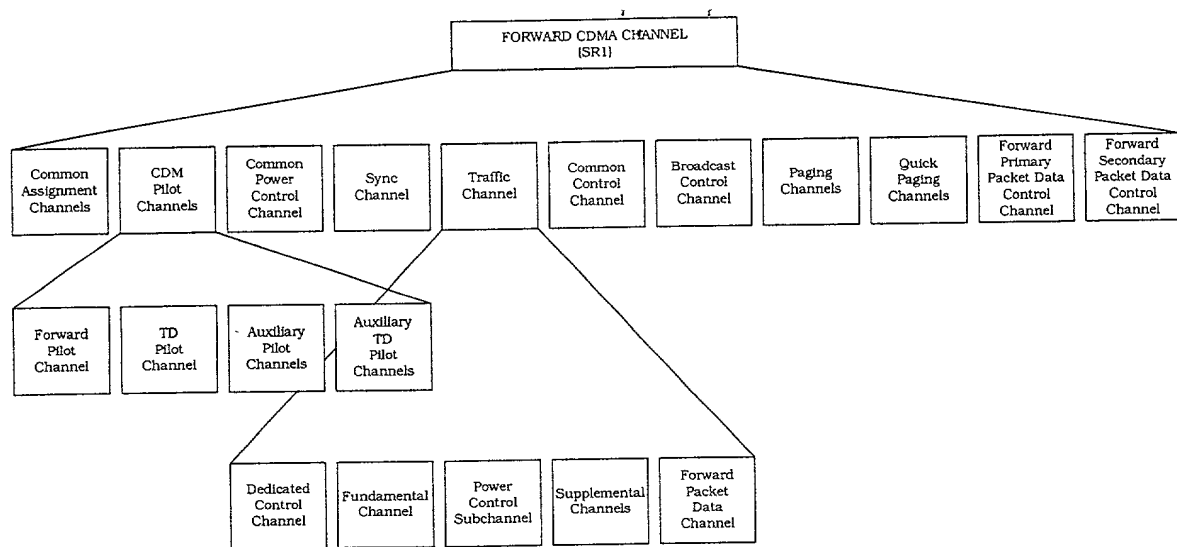 FORWARD CDMA CHANNEL
(SR1)
Common
Assignment
Channels
CDM
Pilot
Channels
Common
Power
Control
Channel
Sync
Channel
Traffic
Channel
Common
Control
Channel
Broadcast
Control
Channel
Paging
Channels
Quick
Paging
Channels
Forward
Primary
Packet Data
Control
Channel
Forward
Secondary
Packet Data
Control
Channel
Forward
Pilot
Channel
TD
Pilot
Channel
Auxiliary
Pilot
Channels
Auxiliary
TD
Pilot
Channels
Dedicated
Control
Channel
Fundamental
Channel
Power
Control
Subchannel
Supplemental
Channels
Forward
Packet
Data
Channel